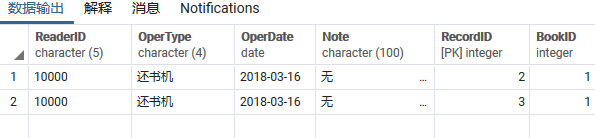 数据输出 解释 消息 Notifications
ReaderID OperType OperDate Note RecordID BookID
character (5) character (4) date character (100) [PK] integer integer
1 10000 还书机 2018-03-16 无 ... 2 1
2 10000 还书机 2018-03-16 无 ... 3 1